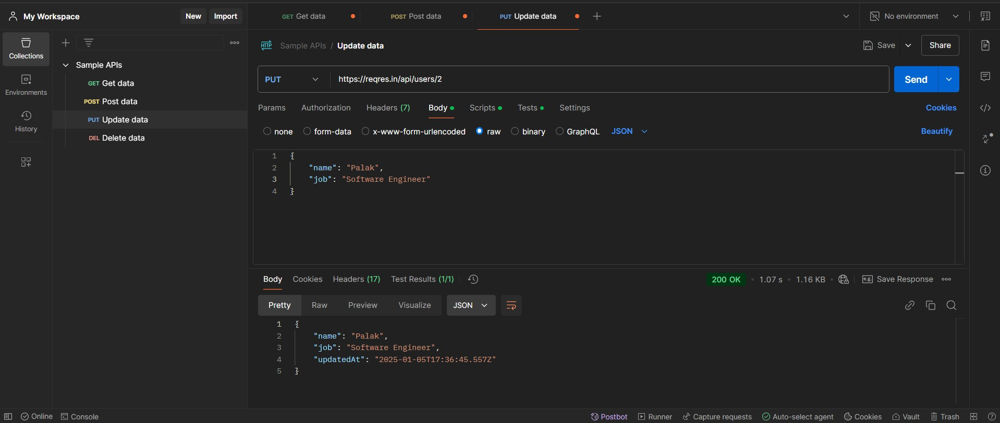 My Workspace New Import GET Get data POST Post data PUT Update data No environment
Collections
Environments
History
Sample APIs
GET Get data
POST Post data
PUT Update data
DEL Delete data
HTTP Sample APIs / Update data Save Share
PUT https://reqres.in/api/users/2 Send
Params Authorization Headers (7) Body Scripts Tests Settings Cookies
none form-data x-www-form-urlencoded raw binary GraphQL JSON Beautify
1 {
2 "name": "Palak",
3 "job": "Software Engineer"
4 }
Body Cookies Headers (17) Test Results (1/1) 200 OK 1.07 s 1.16 KB e.g. Save Response
Pretty Raw Preview Visualize JSON
1 {
2 "name": "Palak",
3 "job": "Software Engineer",
4 "updatedAt": "2025-01-05T17:36:45.557Z"
5 }
Online Console Postbot Runner Capture requests Auto-select agent Cookies Vault Trash